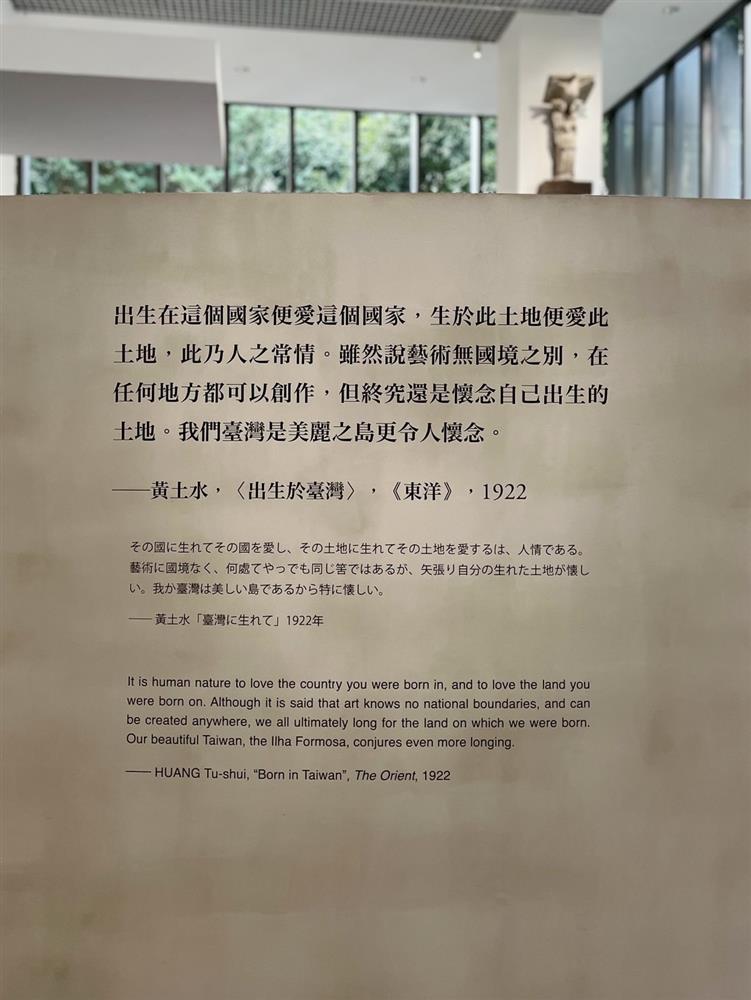 出生在這個國家便愛這個國家，生於此土地便愛此
土地，此乃人之常情。雖然說藝術無國境之別，在
任何地方都可以創作，但終究還是懷念自己出生的
土地。我們臺灣是美麗之島更令人懷念。
——黃土水，〈出生於臺灣〉，《東洋》，1922
その國に生れてその國を愛し、その土地に生れてその土地を愛するは、人情である。
藝術に國境なく、何處てやっでも同じ筈ではあるが、矢張り自分の生れた土地が懐し
い。我か臺灣は美しい島であるから特に懐しい。
—— 黃土水「臺灣に生れて」1922年
It is human nature to love the country you were born in, and to love the land you
were born on. Although it is said that art knows no national boundaries, and can
be created anywhere, we all ultimately long for the land on which we were born.
Our beautiful Taiwan, the Ilha Formosa, conjures even more longing.
—— HUANG Tu-shui, “Born in Taiwan”, The Orient, 1922